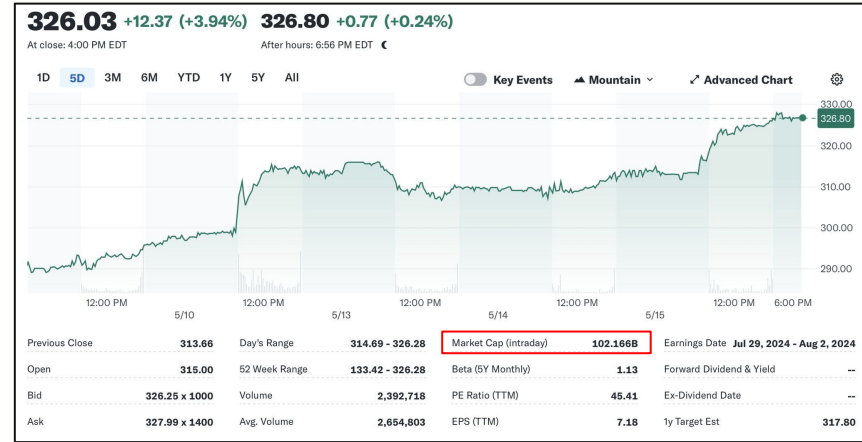 326.03 +12.37 (+3.94%) 326.80 +0.77 (+0.24%)
At close: 4:00 PM EDT After hours: 6:56 PM EDT
1D 5D 3M 6M YTD 1Y 5Y All Key Events Mountain Advanced Chart
330.00
326.80
320.00
310.00
300.00
290.00
12:00 PM 12:00 PM 12:00 PM 12:00 PM 12:00 PM 6:00 PM
5/10 5/13 5/14 5/15
Previous Close 313.66 Day's Range 314.69 - 326.28 Market Cap (intraday) 102.166B Earnings Date Jul 29, 2024 - Aug 2, 2024
Open 315.00 52 Week Range 133.42 - 326.28 Beta (5Y Monthly) 1.13 Forward Dividend & Yield --
Bid 326.25 x 1000 Volume 2,392,718 PE Ratio (TTM) 45.41 Ex-Dividend Date --
Ask 327.99 x 1400 Avg. Volume 2,654,803 EPS (TTM) 7.18 1y Target Est 317.80